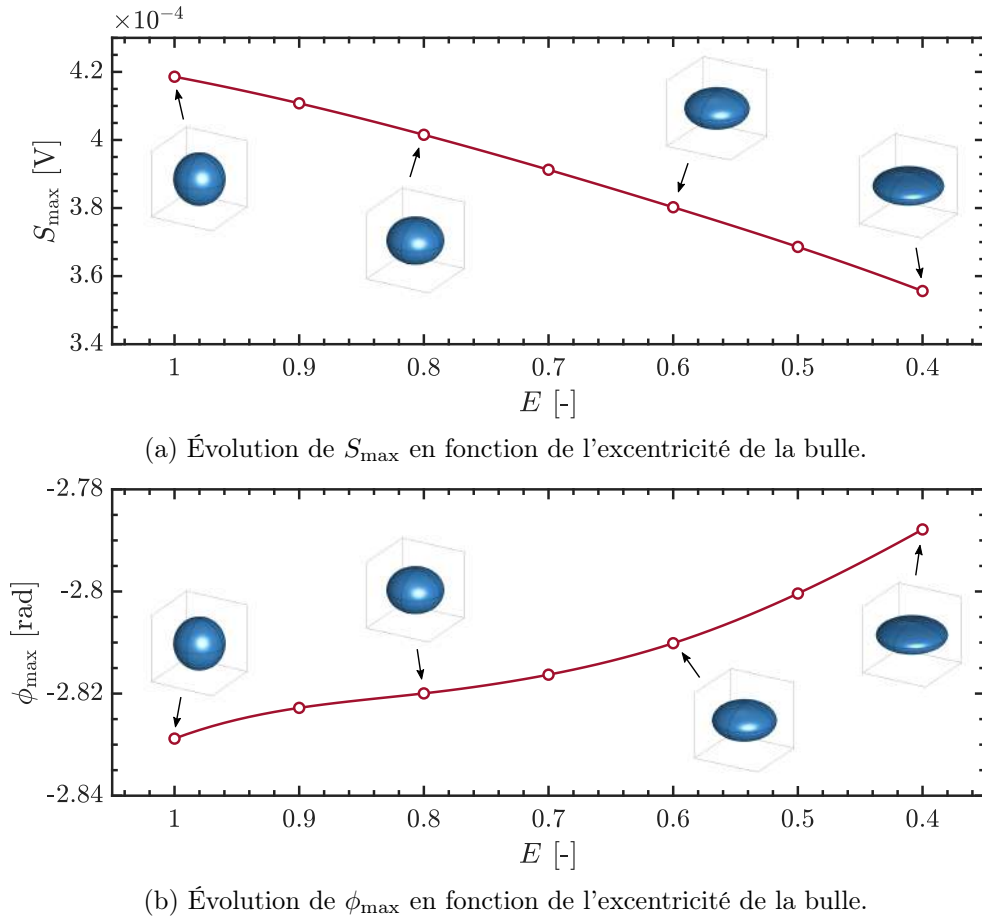 ×10⁻⁴
4.2
4
3.8
3.6
3.4
S_max [V]
1 0.9 0.8 0.7 0.6 0.5 0.4
E [-]
(a) Évolution de S_max en fonction de l'excentricité de la bulle.
-2.78
-2.8
-2.82
-2.84
ϕ_max [rad]
1 0.9 0.8 0.7 0.6 0.5 0.4
E [-]
(b) Évolution de ϕ_max en fonction de l'excentricité de la bulle.